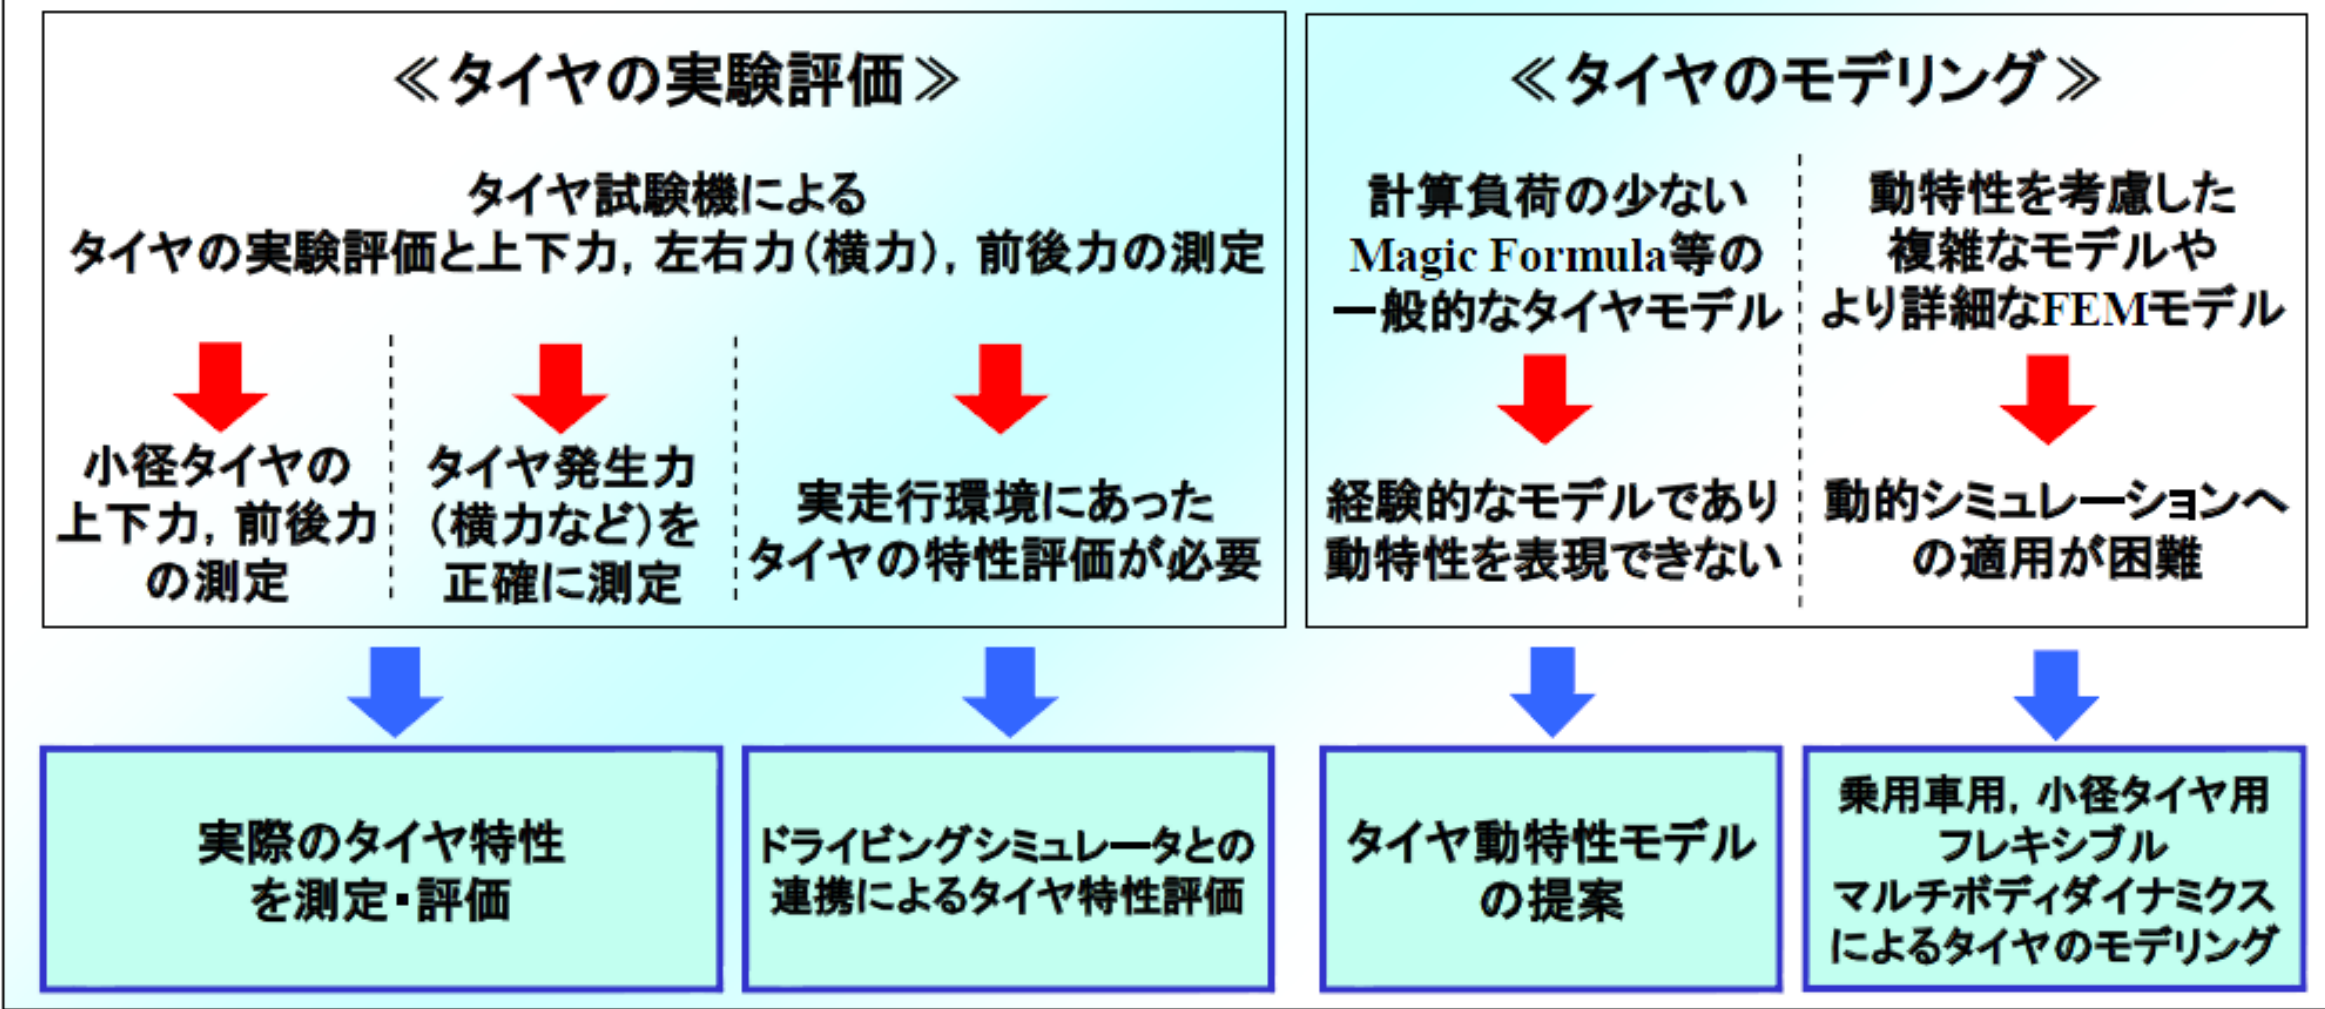 ≪タイヤの実験評価≫
タイヤ試験機による
タイヤの実験評価と上下力, 左右力(横力), 前後力の測定
小径タイヤの
上下力, 前後力
の測定
タイヤ発生力
(横力など)を
正確に測定
実走行環境にあった
タイヤの特性評価が必要
≪タイヤのモデリング≫
計算負荷の少ない
Magic Formula等の
一般的なタイヤモデル
動特性を考慮した
複雑なモデルや
より詳細なFEMモデル
経験的なモデルであり
動特性を表現できない
動的シミュレーションへ
の適用が困難
実際のタイヤ特性
を測定・評価
ドライビングシミュレータとの
連携によるタイヤ特性評価
タイヤ動特性モデル
の提案
乗用車用, 小径タイヤ用
フレキシブル
マルチボディダイナミクス
によるタイヤのモデリング